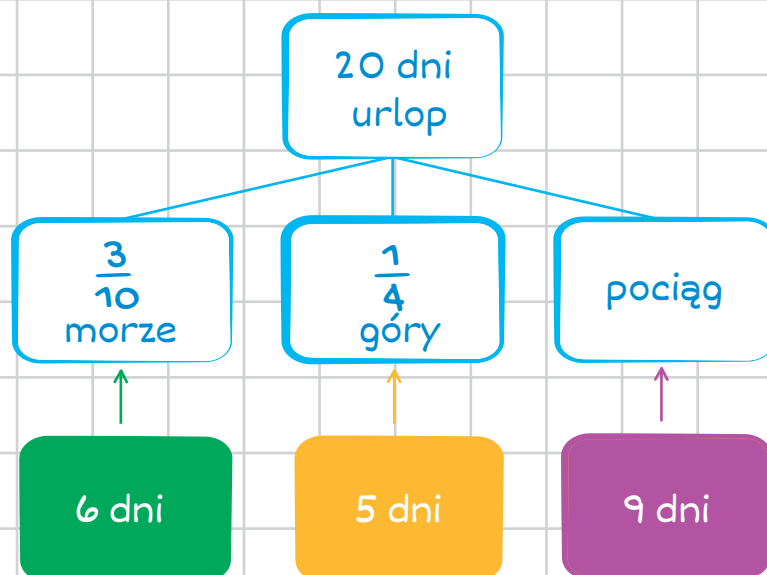 20 dni
urlop
3/10
morze
1/4
góry
pociąg
6 dni
5 dni
9 dni